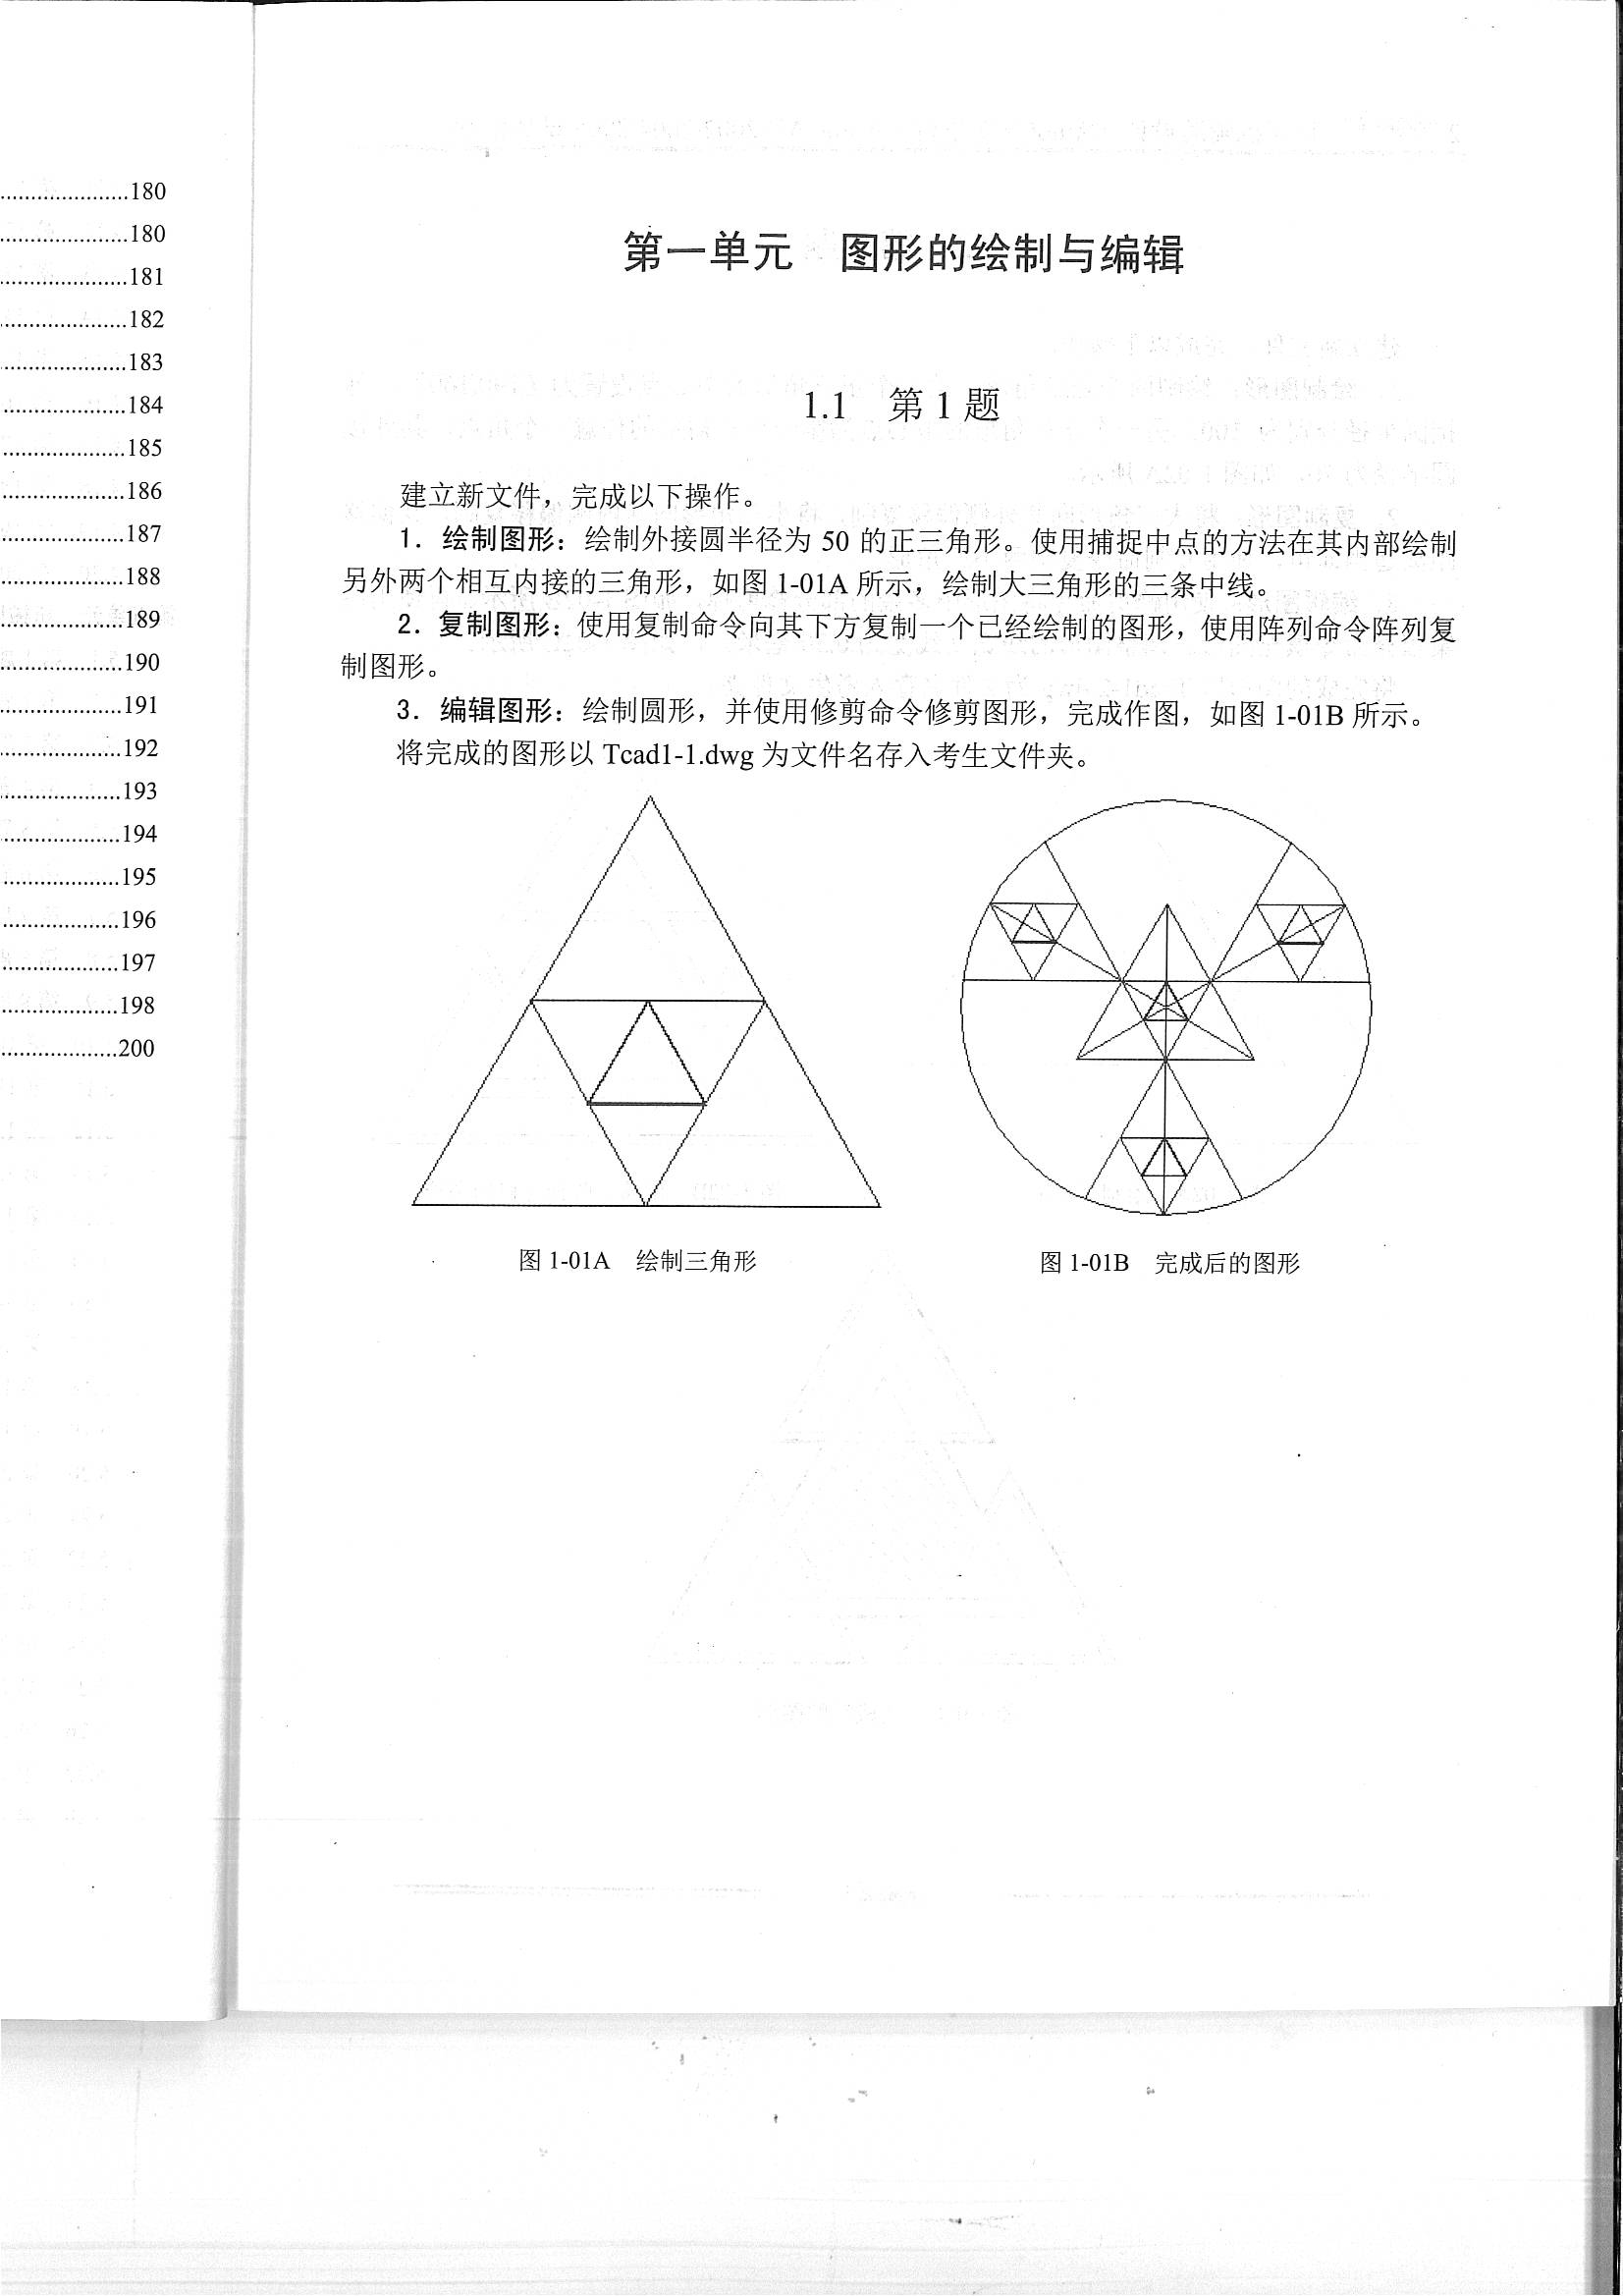 .....................180
.....................180
.....................181
.....................182
.....................183
.....................184
.....................185
.....................186
.....................187
.....................188
.....................189
.....................190
.....................191
.....................192
.....................193
.....................194
.....................195
.....................196
.....................197
.....................198
.....................200
第一单元 图形的绘制与编辑
1.1 第1题
建立新文件，完成以下操作。
1．绘制图形：绘制外接圆半径为 50 的正三角形。使用捕捉中点的方法在其内部绘制
另外两个相互内接的三角形，如图 1-01A 所示，绘制大三角形的三条中线。
2．复制图形：使用复制命令向其下方复制一个已经绘制的图形，使用阵列命令阵列复
制图形。
3．编辑图形：绘制圆形，并使用修剪命令修剪图形，完成作图，如图 1-01B 所示。
将完成的图形以 Tcad1-1.dwg 为文件名存入考生文件夹。
图 1-01A 绘制三角形
图 1-01B 完成后的图形